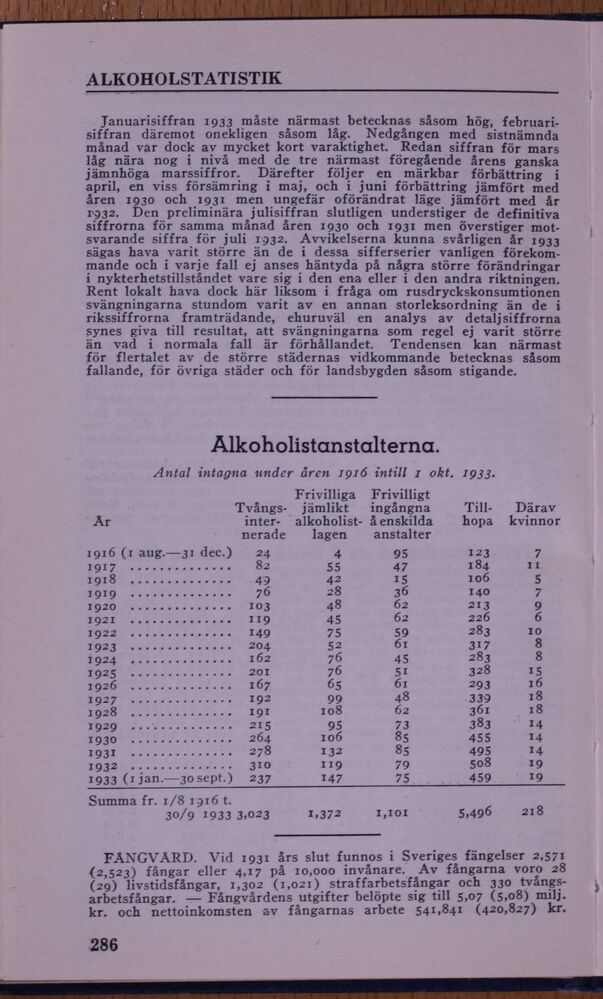 ALKOHOLSTATISTIK
Januarisiffran 1933 måste närmast betecknas såsom hög, februari-
siffran däremot onekligen såsom låg. Nedgången med sistnämnda
månad var dock av mycket kort varaktighet. Redan siffran för mars
låg nära nog i nivå med de tre närmast föregående årens ganska
jämnhöga marssiffror. Därefter följer en märkbar förbättring i
april, en viss försämring i maj, och i juni förbättring jämfört med
åren 1930 och 1931 men ungefär oförändrat läge jämfört med år
1932. Den preliminära julisiffran slutligen understiger de definitiva
siffrorna för samma månad åren 1930 och 1931 men överstiger mot-
svarande siffra för juli 1932. Avvikelserna kunna svårligen år 1933
sägas hava varit större än de i dessa sifferserier vanligen förekom-
mande och i varje fall ej anses häntyda på några större förändringar
i nykterhetstillståndet vare sig i den ena eller i den andra riktningen.
Rent lokalt hava dock här liksom i fråga om rusdryckskonsumtionen
svängningarna stundom varit av en annan storleksordning än de i
rikssiffrorna framträdande, ehuruväl en analys av detaljsiffrorna
synes giva till resultat, att svängningarna som regel ej varit större
än vad i normala fall är förhållandet. Tendensen kan närmast
för flertalet av de större städernas vidkommande betecknas såsom
fallande, för övriga städer och för landsbygden såsom stigande.
Alkoholistanstalterna.
Antal intagna under åren 1916 intill 1 okt. 1933.
Frivilliga Frivilligt
Tvångs- jämlikt ingångna Till- Därav
År inter- alkoholist- å enskilda hopa kvinnor
nerade lagen anstalter
1916 (1 aug.—31 dec.) 24 4 95 123 7
1917 .............. 82 55 47 184 11
1918 .............. 49 42 15 106 5
1919 .............. 76 28 36 140 7
1920 .............. 103 48 62 213 9
1921 .............. 119 45 62 226 6
1922 .............. 149 75 59 283 10
1923 .............. 204 52 61 317 8
1924 .............. 162 76 45 283 8
1925 .............. 201 76 51 328 15
1926 .............. 167 65 61 293 16
1927 .............. 192 99 48 339 18
1928 .............. 191 108 62 361 18
1929 .............. 215 95 73 383 14
1930 .............. 264 106 85 455 14
1931 .............. 278 132 85 495 14
1932 .............. 310 119 79 508 19
1933 (1 jan.—30 sept.) 237 147 75 459 19
Summa fr. 1/8 1916 t.
30/9 1933 3,023 1,372 1,101 5,496 218
FÅNGVÅRD. Vid 1931 års slut funnos i Sveriges fängelser 2,571
(2,523) fångar eller 4,17 på 10,000 invånare. Av fångarna voro 28
(29) livstidsfångar, 1,302 (1,021) straffarbetsfångar och 330 tvångs-
arbetsfångar. — Fångvårdens utgifter belöpte sig till 5,07 (5,08) milj.
kr. och nettoinkomsten av fångarnas arbete 541,841 (420,827) kr.
286